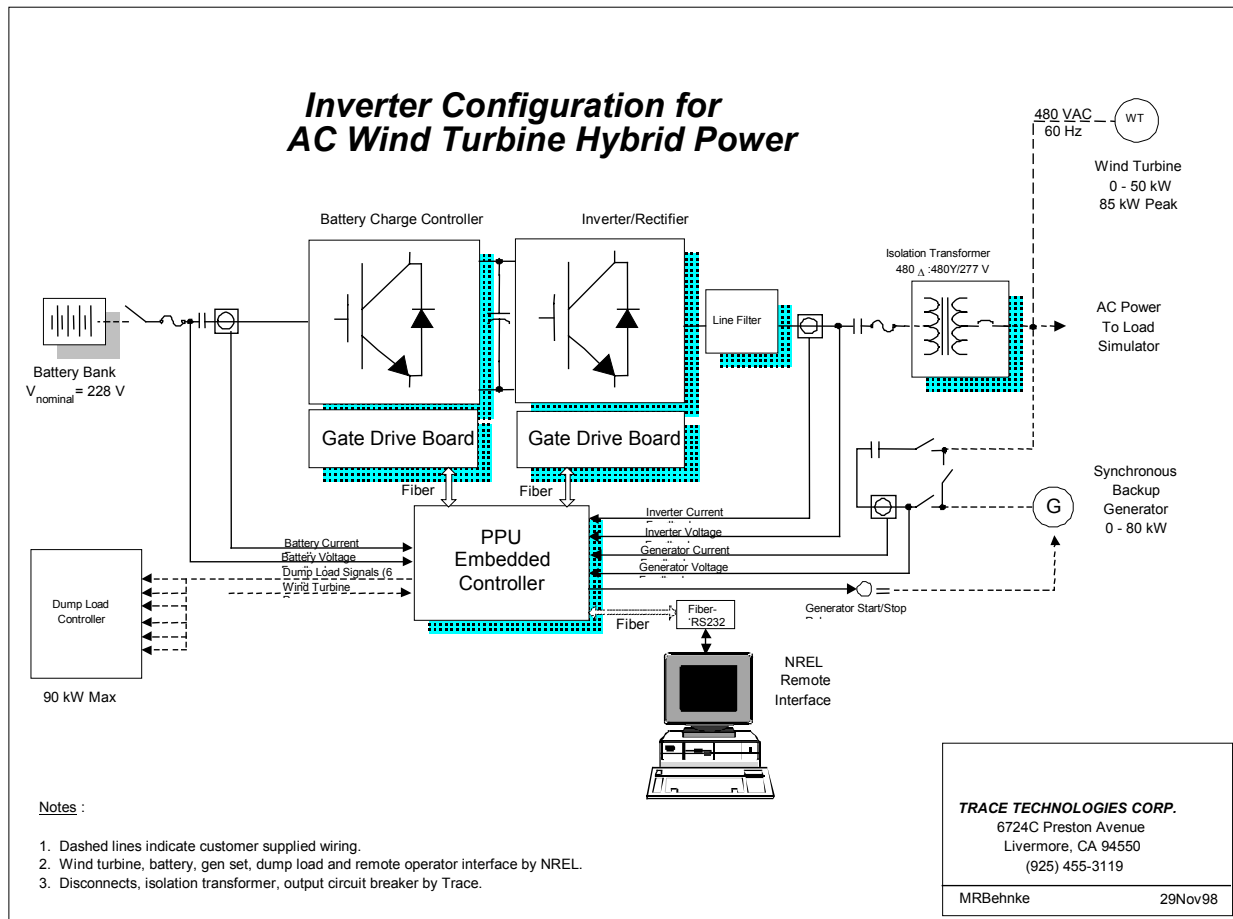 Inverter Configuration for
AC Wind Turbine Hybrid Power
480 VAC
60 Hz
WT
Wind Turbine
0 - 50 kW
85 kW Peak
Battery Charge Controller
Inverter/Rectifier
Isolation Transformer
480 Δ :480Y/277 V
Line Filter
AC Power
To Load
Simulator
Battery Bank
Vnominal = 228 V
Gate Drive Board
Gate Drive Board
Fiber
Fiber
Synchronous
Backup
Generator
0 - 80 kW
G
PPU
Embedded
Controller
Inverter Current
Inverter Voltage
Generator Current
Generator Voltage
Battery Current
Battery Voltage
Dump Load Signals (6
Wind Turbine
Dump Load
Controller
90 kW Max
Generator Start/Stop
Fiber
Fiber-
RS232
NREL
Remote
Interface
Notes :
1. Dashed lines indicate customer supplied wiring.
2. Wind turbine, battery, gen set, dump load and remote operator interface by NREL.
3. Disconnects, isolation transformer, output circuit breaker by Trace.
TRACE TECHNOLOGIES CORP.
6724C Preston Avenue
Livermore, CA 94550
(925) 455-3119
MRBehnke 29Nov98